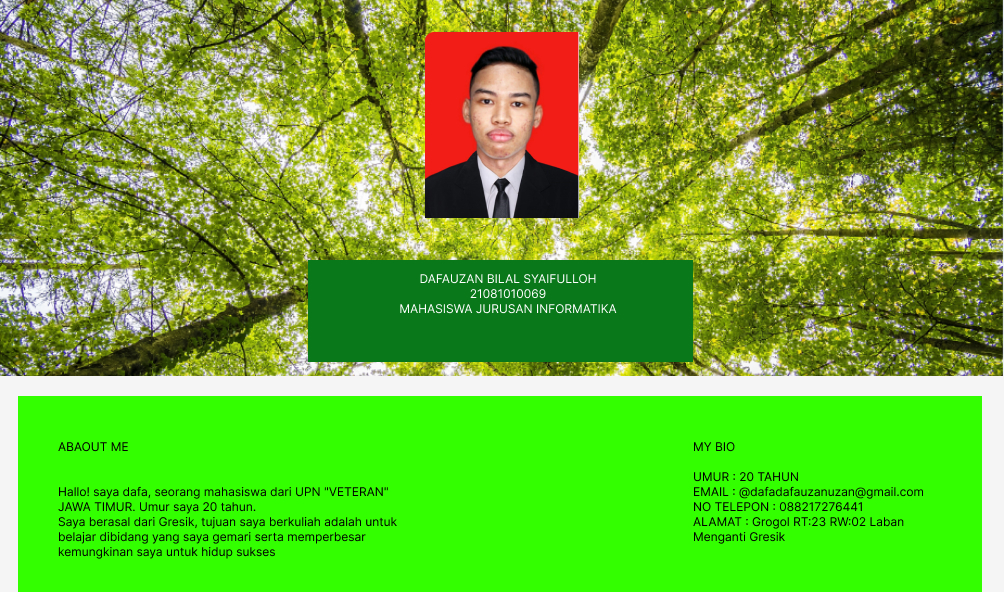 DAFAUZAN BILAL SYAIFULLOH
21081010069
MAHASISWA JURUSAN INFORMATIKA
ABAOUT ME
Hallo! saya dafa, seorang mahasiswa dari UPN "VETERAN"
JAWA TIMUR. Umur saya 20 tahun.
Saya berasal dari Gresik, tujuan saya berkuliah adalah untuk
belajar dibidang yang saya gemari serta memperbesar
kemungkinan saya untuk hidup sukses
MY BIO
UMUR : 20 TAHUN
EMAIL : @dafadafauzanuzan@gmail.com
NO TELEPON : 088217276441
ALAMAT : Grogol RT:23 RW:02 Laban
Menganti Gresik